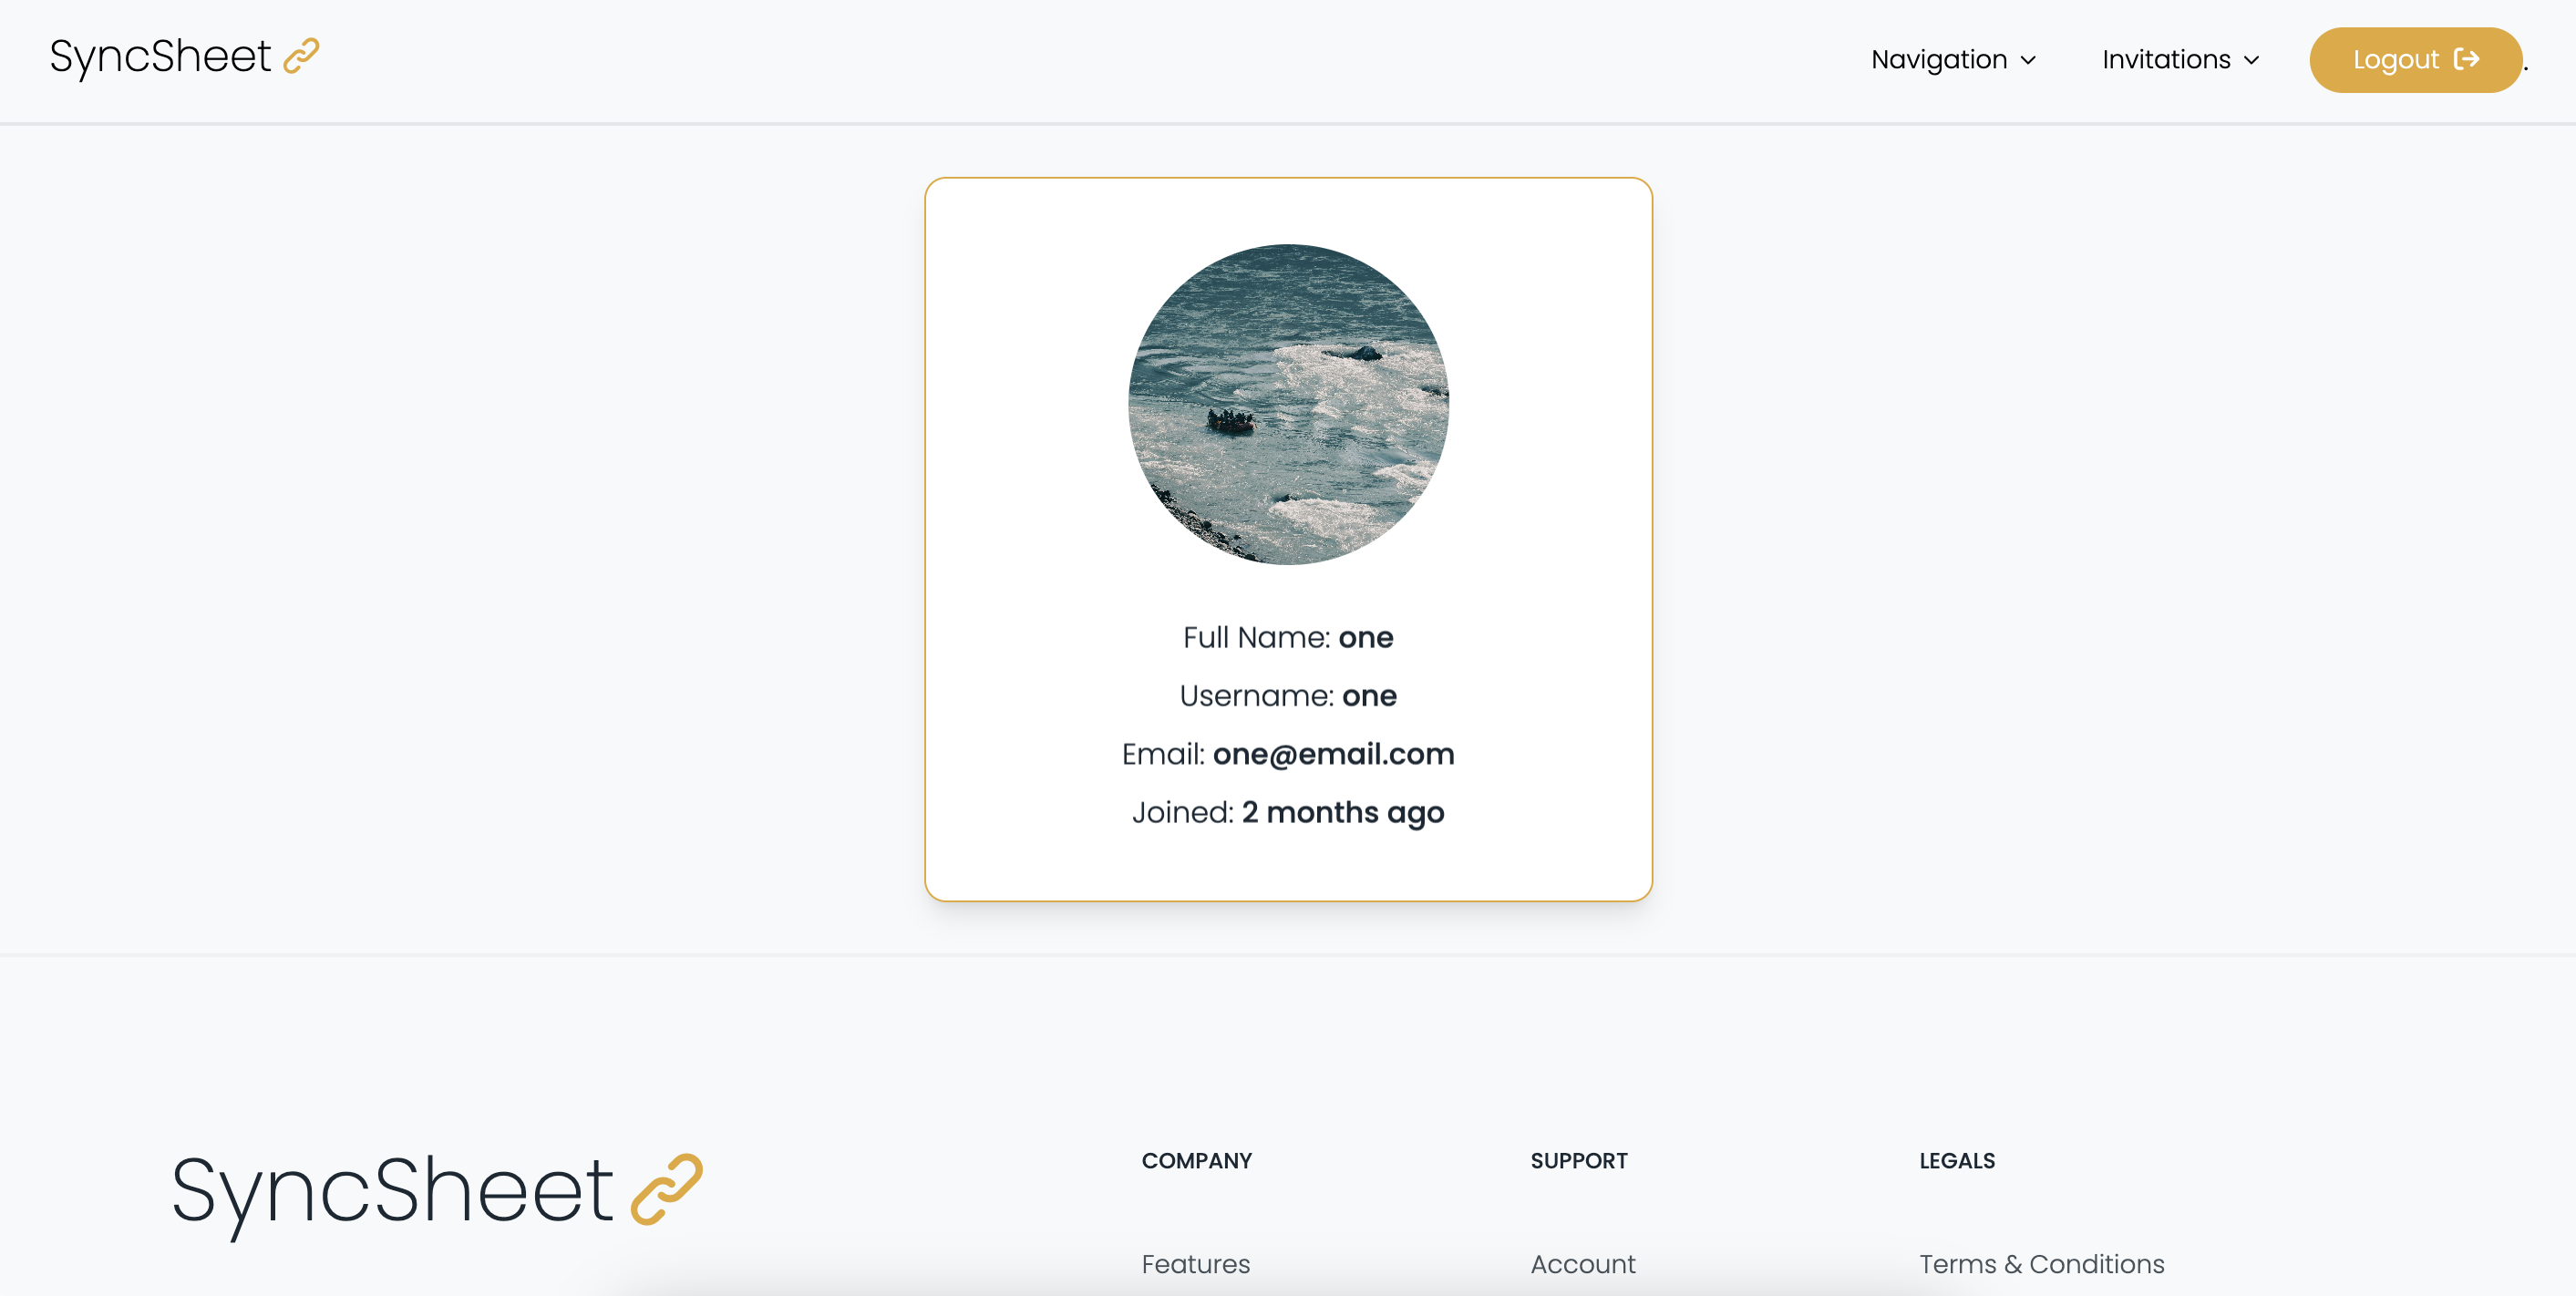 SyncSheet
Navigation Invitations Logout .
Full Name: one
Username: one
Email: one@email.com
Joined: 2 months ago
SyncSheet
COMPANY SUPPORT LEGALS
Features Account Terms & Conditions